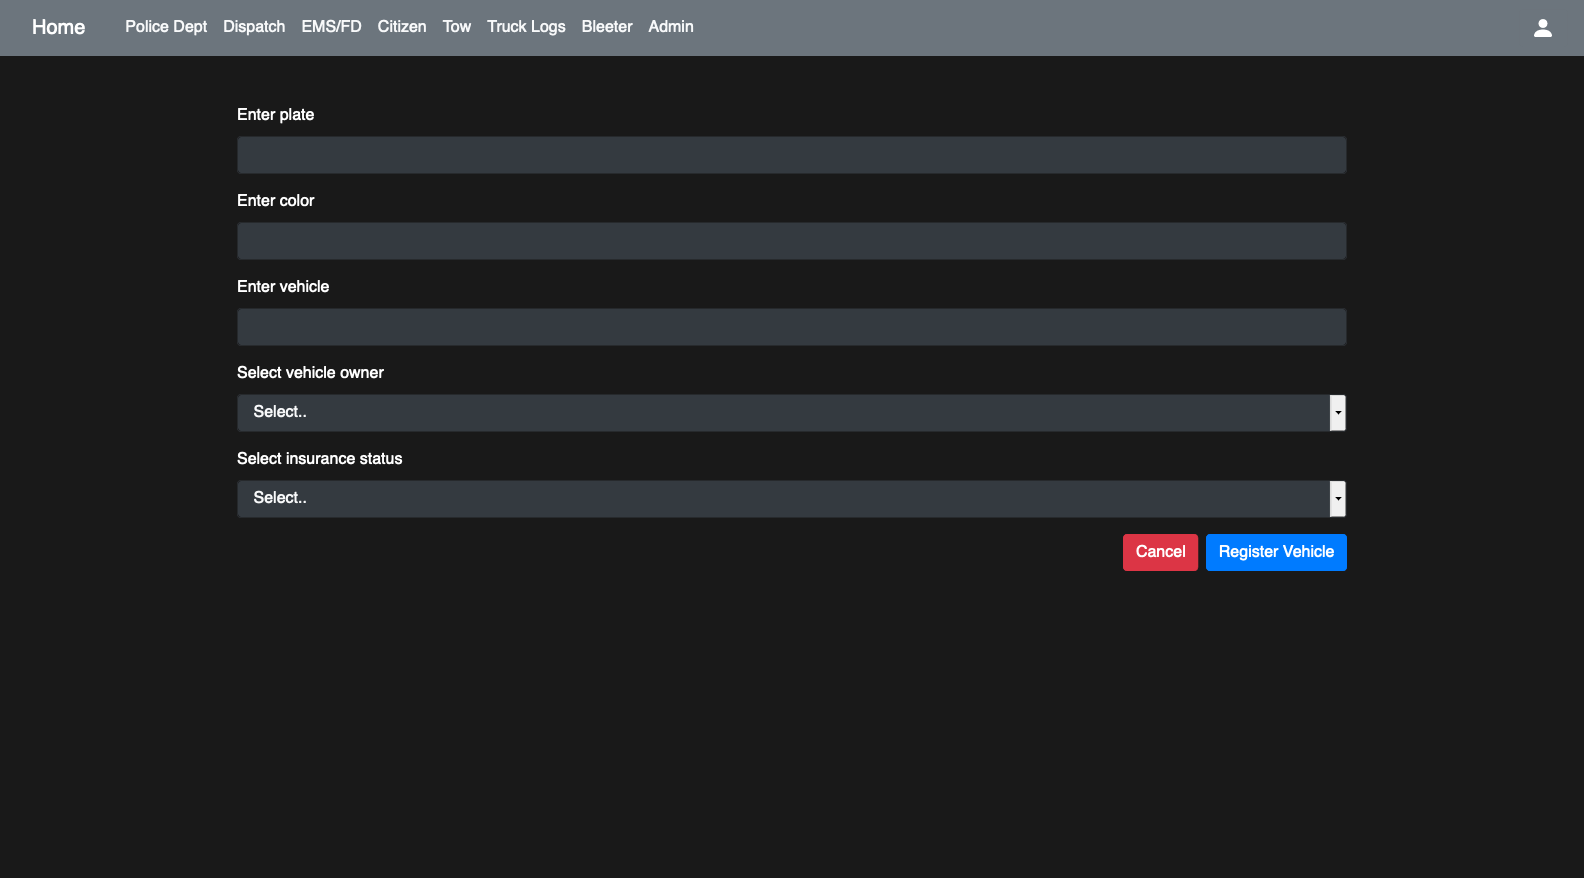 Home Police Dept Dispatch EMS/FD Citizen Tow Truck Logs Bleeter Admin
Enter plate
Enter color
Enter vehicle
Select vehicle owner
Select..
Select insurance status
Select..
Cancel Register Vehicle